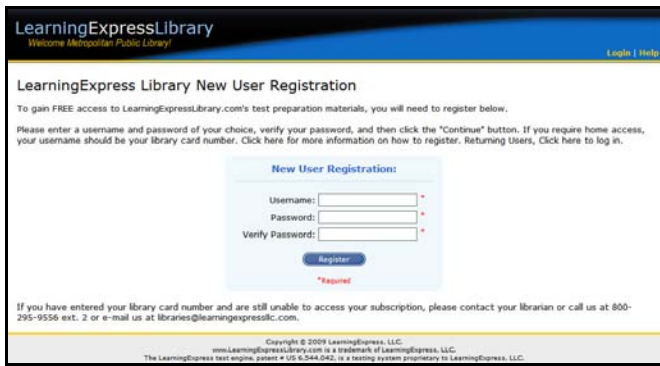 LearningExpressLibrary
Welcome Metropolitan Public Library!
Login | Help
LearningExpress Library New User Registration
To gain FREE access to LearningExpressLibrary.com's test preparation materials, you will need to register below.
Please enter a username and password of your choice, verify your password, and then click the "Continue" button. If you require home access,
your username should be your library card number. Click here for more information on how to register. Returning Users, Click here to log in.
New User Registration:
Username: *
Password: *
Verify Password: *
Register
*Required
If you have entered your library card number and are still unable to access your subscription, please contact your librarian or call us at 800-
295-9556 ext. 2 or e-mail us at libraries@learningexpressllc.com.
Copyright © 2009 LearningExpress, LLC.
www.LearningExpressLibrary.com is a trademark of LearningExpress, LLC.
The LearningExpress test engine, patent # US 6,544,042, is a testing system proprietary to LearningExpress, LLC.